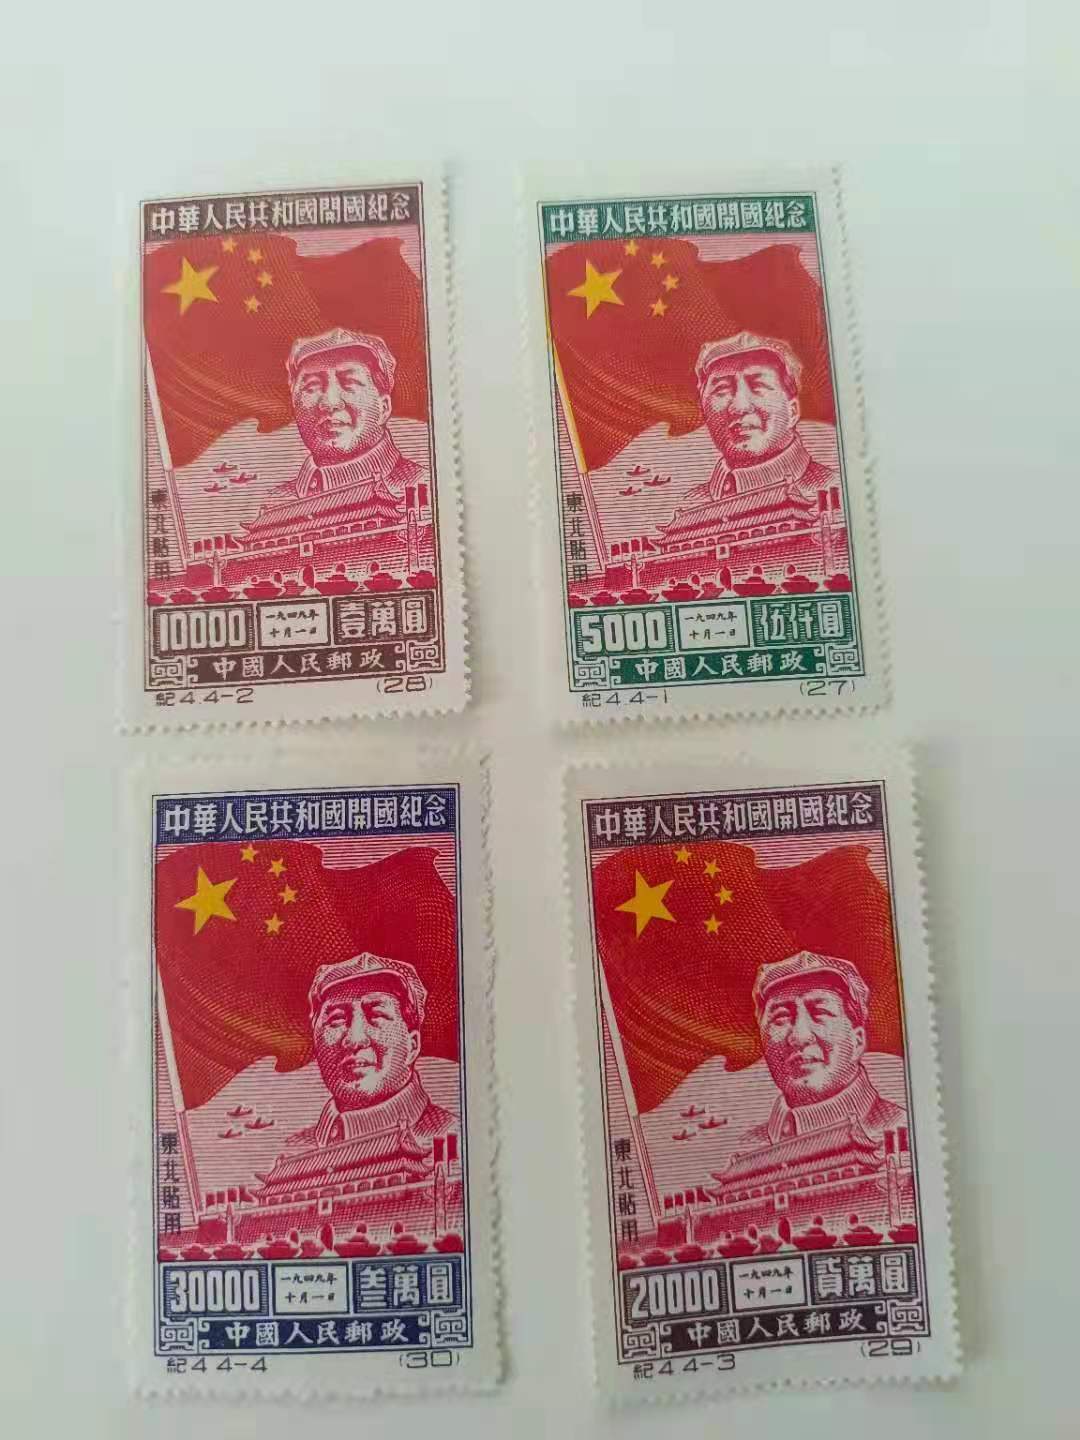 中華人民共和國開國紀念
東北貼用
10000
一九四九年
十月一日
壹萬圓
中國人民郵政
紀4.4-2
(28)
中華人民共和國開國紀念
東北貼用
5000
一九四九年
十月一日
伍仟圓
中國人民郵政
紀4.4-1
(27)
中華人民共和國開國紀念
東北貼用
30000
一九四九年
十月一日
叁萬圓
中國人民郵政
紀4 4-4
(30)
中華人民共和國開國紀念
東北貼用
20000
一九四九年
十月一日
貳萬圓
中國人民郵政
紀4 4-3
(29)